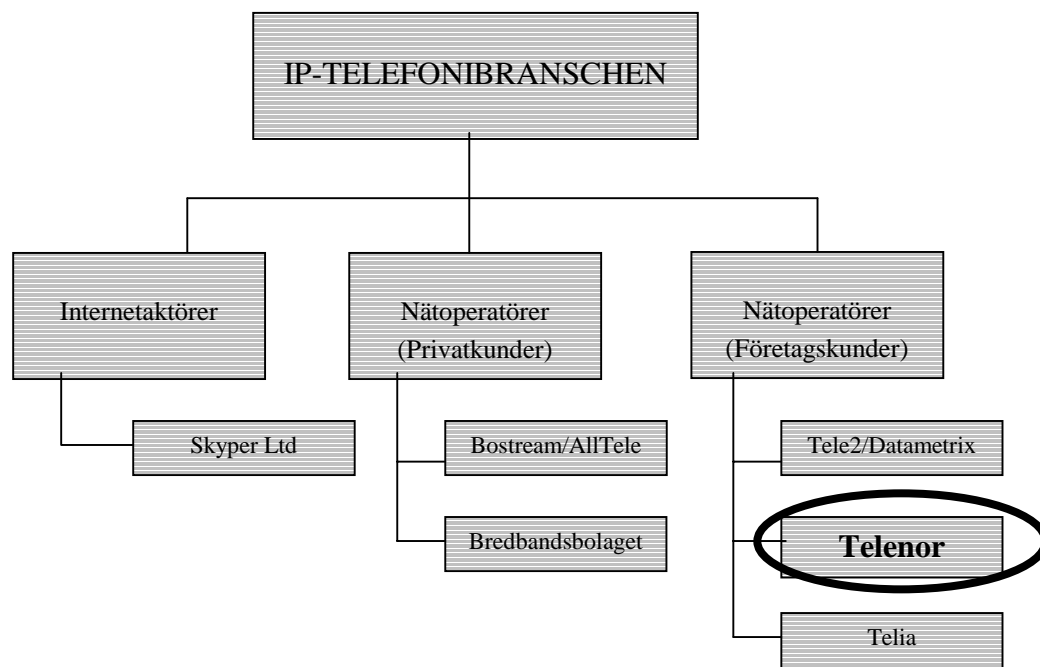 IP-TELEFONIBRANSCHEN
Internetaktörer
Nätoperatörer
(Privatkunder)
Nätoperatörer
(Företagskunder)
Skyper Ltd
Bostream/AllTele
Tele2/Datametrix
Bredbandsbolaget
Telenor
Telia